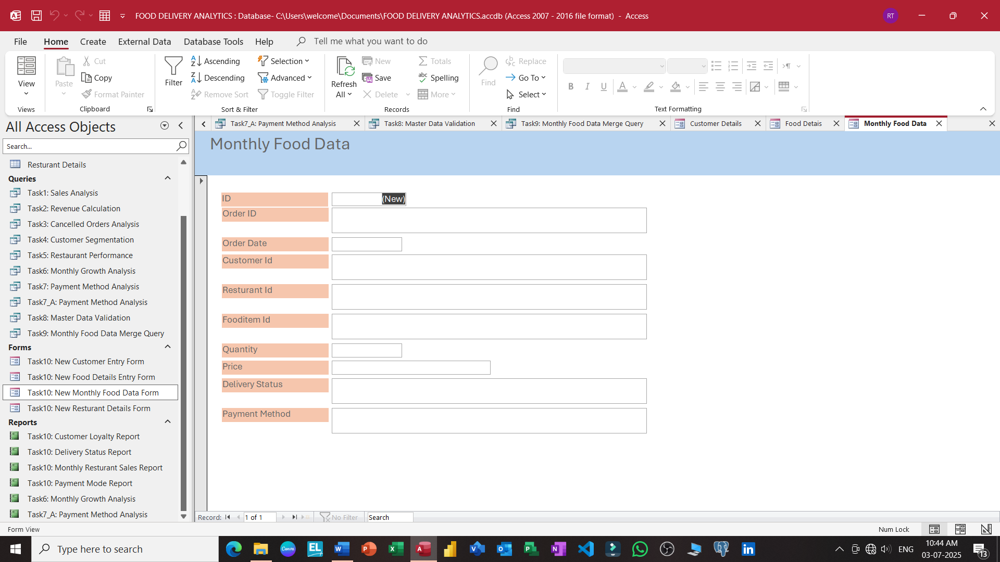 FOOD DELIVERY ANALYTICS : Database- C:\Users\welcome\Documents\FOOD DELIVERY ANALYTICS.accdb (Access 2007 - 2016 file format) - Access
RT
File
Home
Create
External Data
Database Tools
Help
Tell me what you want to do
View
Views
Paste
Cut
Copy
Format Painter
Clipboard
Filter
Ascending
Descending
Remove Sort
Selection
Advanced
Toggle Filter
Sort & Filter
Refresh
All
New
Save
Delete
Totals
Spelling
More
Records
Find
Replace
Go To
Select
Find
Text Formatting
All Access Objects
Search...
Resturant Details
Queries
Task1: Sales Analysis
Task2: Revenue Calculation
Task3: Cancelled Orders Analysis
Task4: Customer Segmentation
Task5: Restaurant Performance
Task6: Monthly Growth Analysis
Task7: Payment Method Analysis
Task7_A: Payment Method Analysis
Task8: Master Data Validation
Task9: Monthly Food Data Merge Query
Forms
Task10: New Customer Entry Form
Task10: New Food Details Entry Form
Task10: New Monthly Food Data Form
Task10: New Resturant Details Form
Reports
Task10: Customer Loyalty Report
Task10: Delivery Status Report
Task10: Monthly Resturant Sales Report
Task10: Payment Mode Report
Task6: Monthly Growth Analysis
Task7_A: Payment Method Analysis
Task7_A: Payment Method Analysis
Task8: Master Data Validation
Task9: Monthly Food Data Merge Query
Customer Details
Food Detais
Monthly Food Data
Monthly Food Data
ID
(New)
Order ID
Order Date
Customer Id
Resturant Id
Fooditem Id
Quantity
Price
Delivery Status
Payment Method
Record:
1 of 1
No Filter
Search
Form View
Num Lock
Type here to search
ENG
10:44 AM
03-07-2025
13